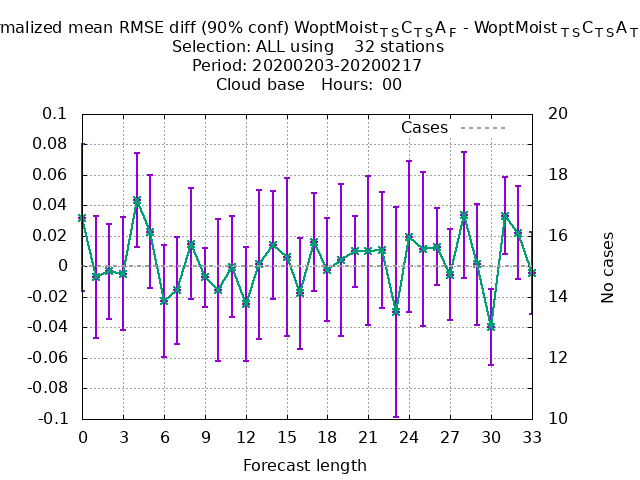 rmalized mean RMSE diff (90% conf) WoptMoist_TSC_TSA_F - WoptMoist_TSC_TSA_T
Selection: ALL using 32 stations
Period: 20200203-20200217
Cloud base Hours: 00
0.1 20
Cases
0.08
0.06 18
0.04
0.02 16
0
-0.02 14
-0.04
-0.06 12
-0.08
-0.1 10
No cases
0 3 6 9 12 15 18 21 24 27 30 33
Forecast length